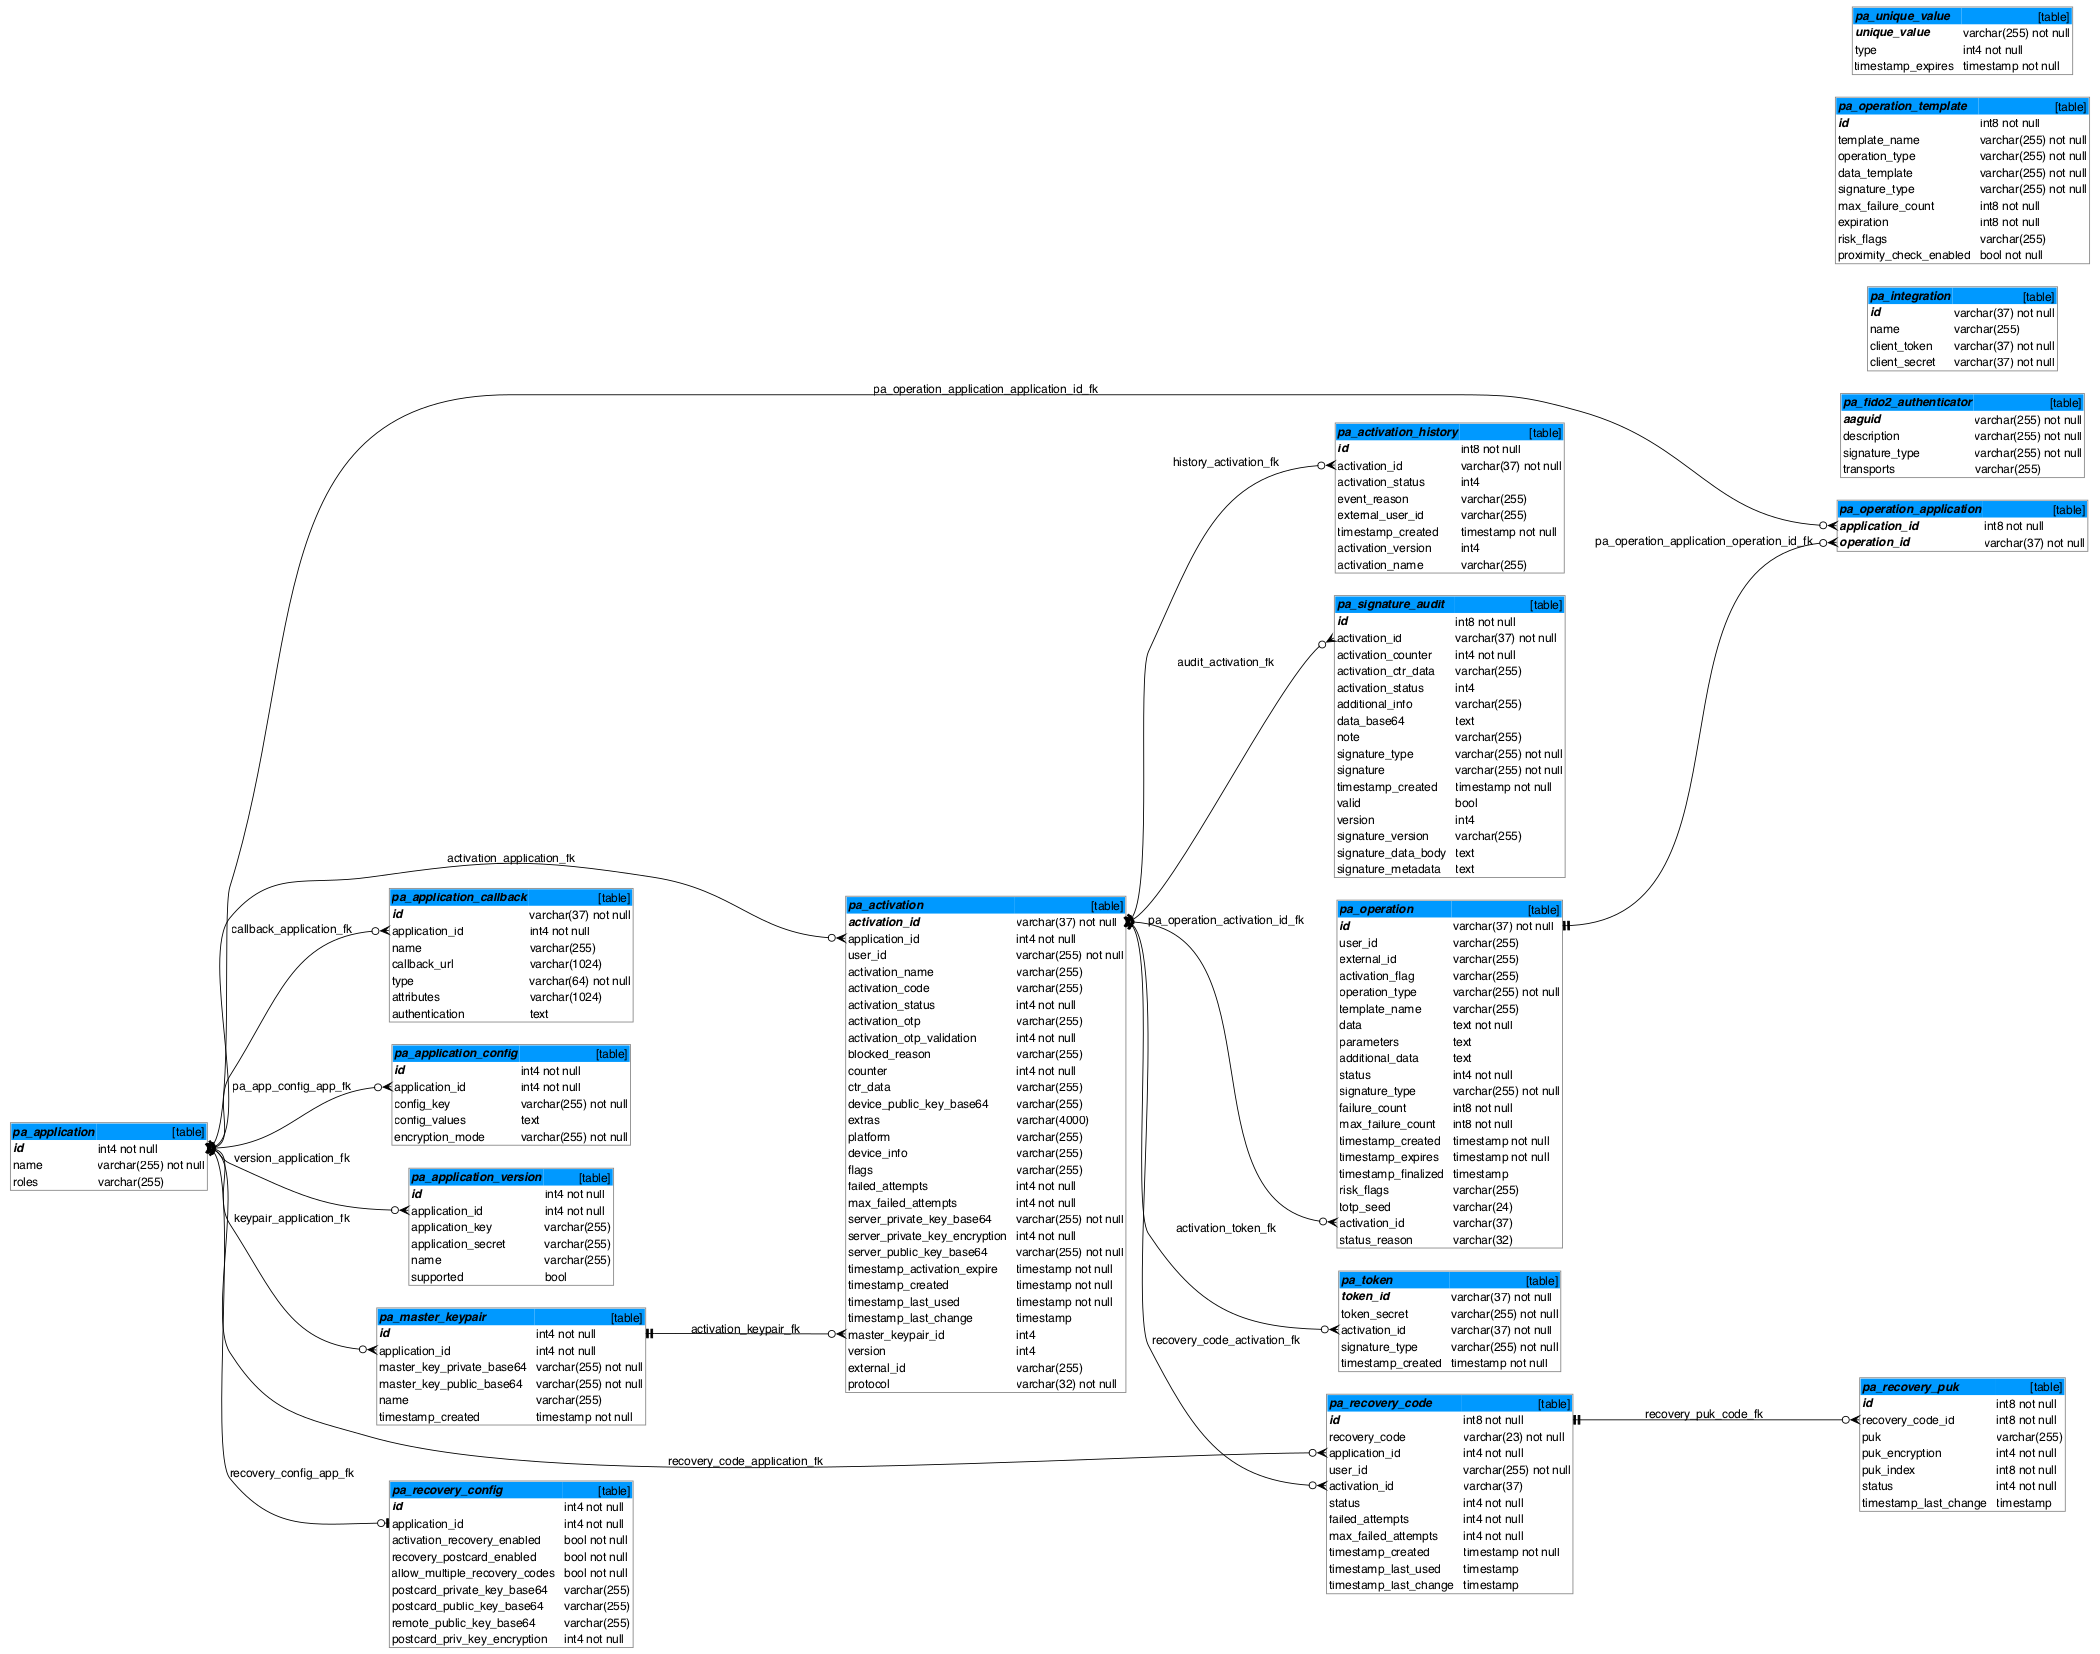 pa_unique_value [table]
unique_value varchar(255) not null
type int4 not null
timestamp_expires timestamp not null
pa_operation_template [table]
id int8 not null
template_name varchar(255) not null
operation_type varchar(255) not null
data_template varchar(255) not null
signature_type varchar(255) not null
max_failure_count int8 not null
expiration int8 not null
risk_flags varchar(255)
proximity_check_enabled bool not null
pa_integration [table]
id varchar(37) not null
name varchar(255)
client_token varchar(37) not null
client_secret varchar(37) not null
pa_fido2_authenticator [table]
aaguid varchar(255) not null
description varchar(255) not null
signature_type varchar(255) not null
transports varchar(255)
pa_operation_application [table]
application_id int8 not null
operation_id varchar(37) not null
pa_operation_application_application_id_fk
pa_operation_application_operation_id_fk
pa_activation_history [table]
id int8 not null
activation_id varchar(37) not null
activation_status int4
event_reason varchar(255)
external_user_id varchar(255)
timestamp_created timestamp not null
activation_version int4
activation_name varchar(255)
history_activation_fk
pa_signature_audit [table]
id int8 not null
activation_id varchar(37) not null
activation_counter int4 not null
activation_ctr_data varchar(255)
activation_status int4
additional_info varchar(255)
data_base64 text
note varchar(255)
signature_type varchar(255) not null
signature varchar(255) not null
timestamp_created timestamp not null
valid bool
version int4
signature_version varchar(255)
signature_data_body text
signature_metadata text
audit_activation_fk
pa_operation [table]
id varchar(37) not null
user_id varchar(255)
external_id varchar(255)
activation_flag varchar(255)
operation_type varchar(255) not null
template_name varchar(255)
data text not null
parameters text
additional_data text
status int4 not null
signature_type varchar(255) not null
failure_count int8 not null
max_failure_count int8 not null
timestamp_created timestamp not null
timestamp_expires timestamp not null
timestamp_finalized timestamp
risk_flags varchar(255)
totp_seed varchar(24)
activation_id varchar(37)
status_reason varchar(32)
pa_operation_activation_id_fk
pa_token [table]
token_id varchar(37) not null
token_secret varchar(255) not null
activation_id varchar(37) not null
signature_type varchar(255) not null
timestamp_created timestamp not null
activation_token_fk
pa_recovery_code [table]
id int8 not null
recovery_code varchar(23) not null
application_id int4 not null
user_id varchar(255) not null
activation_id varchar(37)
status int4 not null
failed_attempts int4 not null
max_failed_attempts int4 not null
timestamp_created timestamp not null
timestamp_last_used timestamp
timestamp_last_change timestamp
recovery_code_activation_fk
recovery_puk_code_fk
pa_recovery_puk [table]
id int8 not null
recovery_code_id int8 not null
puk varchar(255)
puk_encryption int4 not null
puk_index int8 not null
status int4 not null
timestamp_last_change timestamp
activation_application_fk
pa_activation [table]
activation_id varchar(37) not null
application_id int4 not null
user_id varchar(255) not null
activation_name varchar(255)
activation_code varchar(255)
activation_status int4 not null
activation_otp varchar(255)
activation_otp_validation int4 not null
blocked_reason varchar(255)
counter int4 not null
ctr_data varchar(255)
device_public_key_base64 varchar(255)
extras varchar(4000)
platform varchar(255)
device_info varchar(255)
flags varchar(255)
failed_attempts int4 not null
max_failed_attempts int4 not null
server_private_key_base64 varchar(255) not null
server_private_key_encryption int4 not null
server_public_key_base64 varchar(255) not null
timestamp_activation_expire timestamp not null
timestamp_created timestamp not null
timestamp_last_used timestamp not null
timestamp_last_change timestamp
master_keypair_id int4
version int4
external_id varchar(255)
protocol varchar(32) not null
pa_application_callback [table]
id varchar(37) not null
application_id int4 not null
name varchar(255)
callback_url varchar(1024)
type varchar(64) not null
attributes varchar(1024)
authentication text
callback_application_fk
pa_application_config [table]
id int4 not null
application_id int4 not null
config_key varchar(255) not null
config_values text
encryption_mode varchar(255) not null
pa_app_config_app_fk
pa_application [table]
id int4 not null
name varchar(255) not null
roles varchar(255)
version_application_fk
pa_application_version [table]
id int4 not null
application_id int4 not null
application_key varchar(255)
application_secret varchar(255)
name varchar(255)
supported bool
keypair_application_fk
pa_master_keypair [table]
id int4 not null
application_id int4 not null
master_key_private_base64 varchar(255) not null
master_key_public_base64 varchar(255) not null
name varchar(255)
timestamp_created timestamp not null
activation_keypair_fk
recovery_code_application_fk
recovery_config_app_fk
pa_recovery_config [table]
id int4 not null
application_id int4 not null
activation_recovery_enabled bool not null
recovery_postcard_enabled bool not null
allow_multiple_recovery_codes bool not null
postcard_private_key_base64 varchar(255)
postcard_public_key_base64 varchar(255)
remote_public_key_base64 varchar(255)
postcard_priv_key_encryption int4 not null